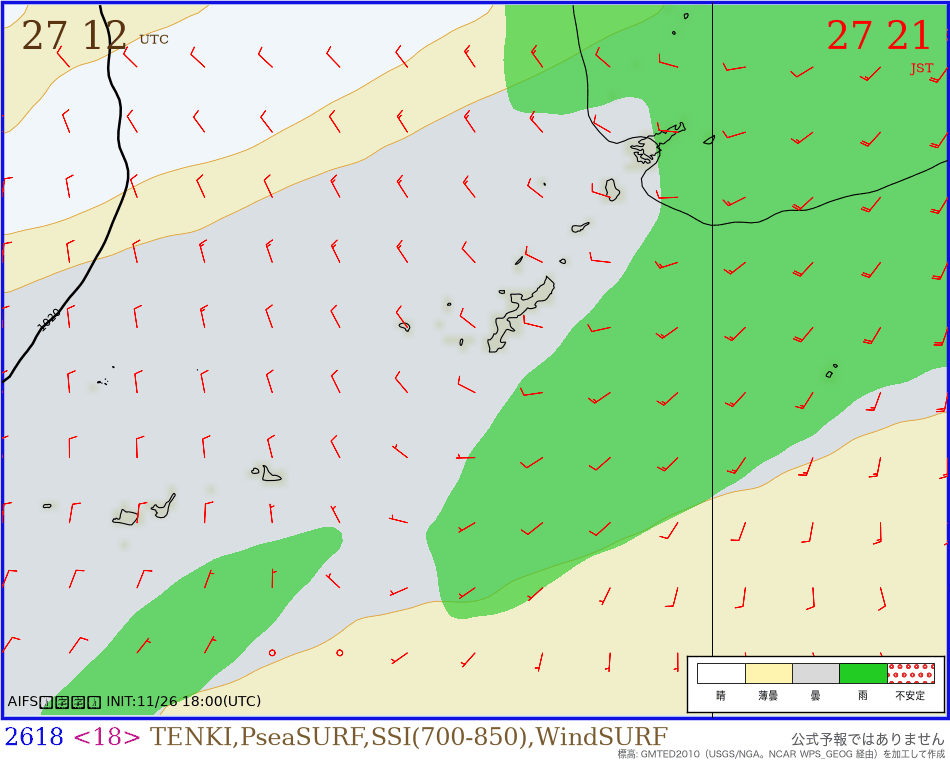 27 12 UTC
27 21 JST
1020
AIFS□□□□ INIT:11/26 18:00(UTC)
晴 薄曇 曇 雨 不安定
2618 <18> TENKI,PseaSURF,SSI(700-850),WindSURF
公式予報ではありません
標高: GMTED2010（USGS/NGA。NCAR WPS_GEOG 経由）を加工して作成